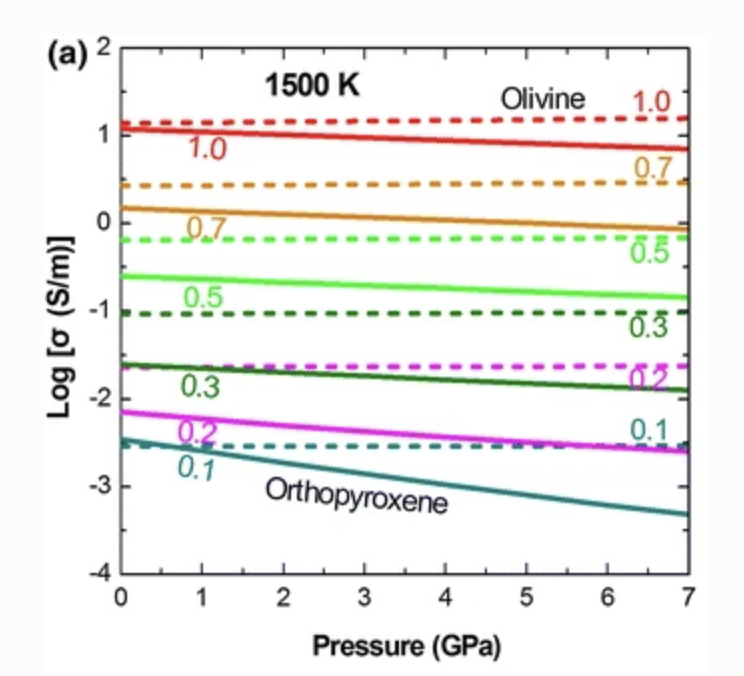 (a)
2
1500 K
Olivine
1.0
1
1.0
0.7
0
0.7
0.5
0.5
-1
0.3
0.3
0.2
-2
0.2
0.1
0.1
-3
Orthopyroxene
-4
0 1 2 3 4 5 6 7
Pressure (GPa)
Log [σ (S/m)]